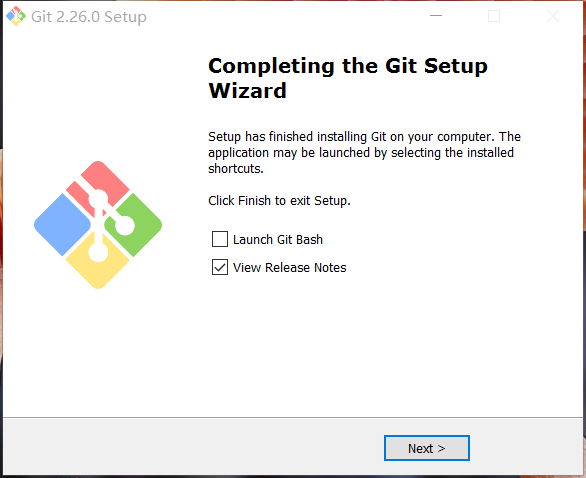 Git 2.26.0 Setup
Completing the Git Setup
Wizard
Setup has finished installing Git on your computer. The
application may be launched by selecting the installed
shortcuts.
Click Finish to exit Setup.
Launch Git Bash
View Release Notes
Next >